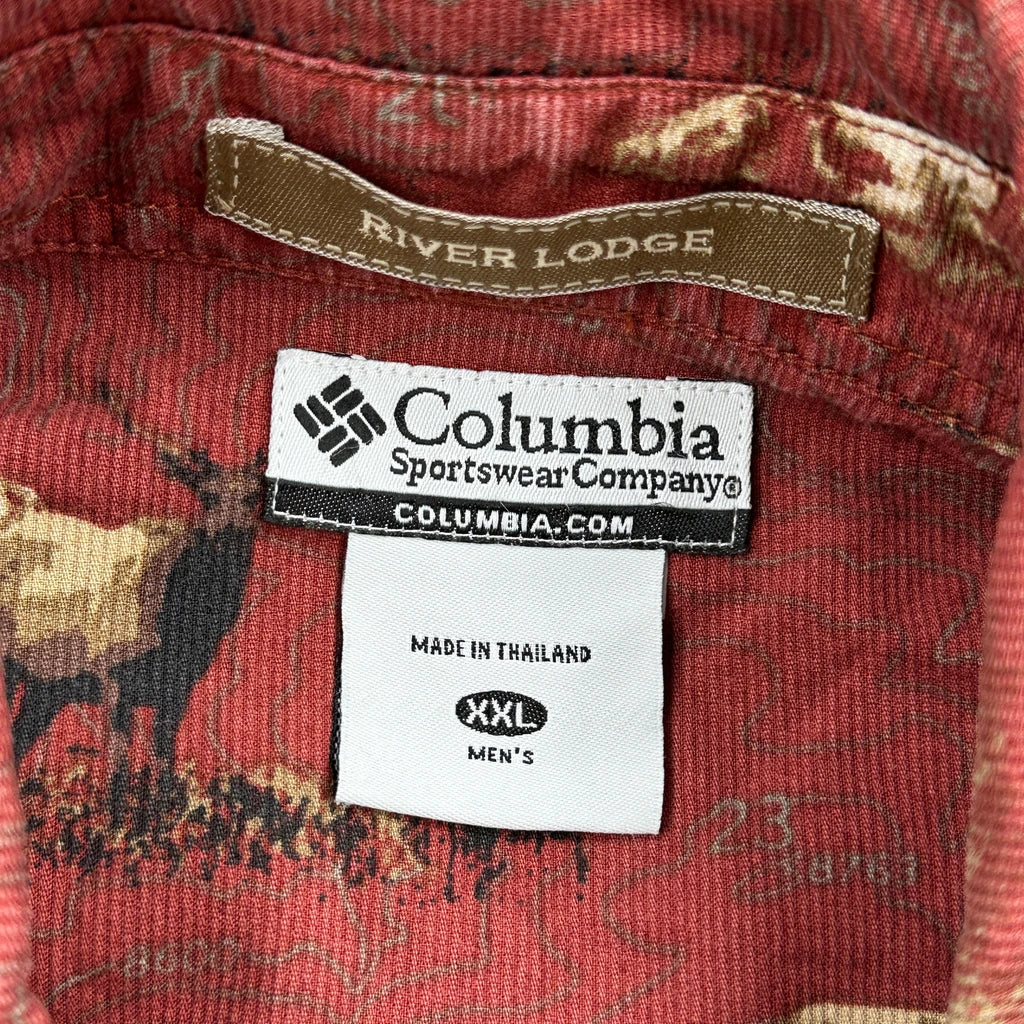 RIVER LODGE
Columbia
Sportswear Company®
COLUMBIA.COM
MADE IN THAILAND
XXL
MEN'S
23